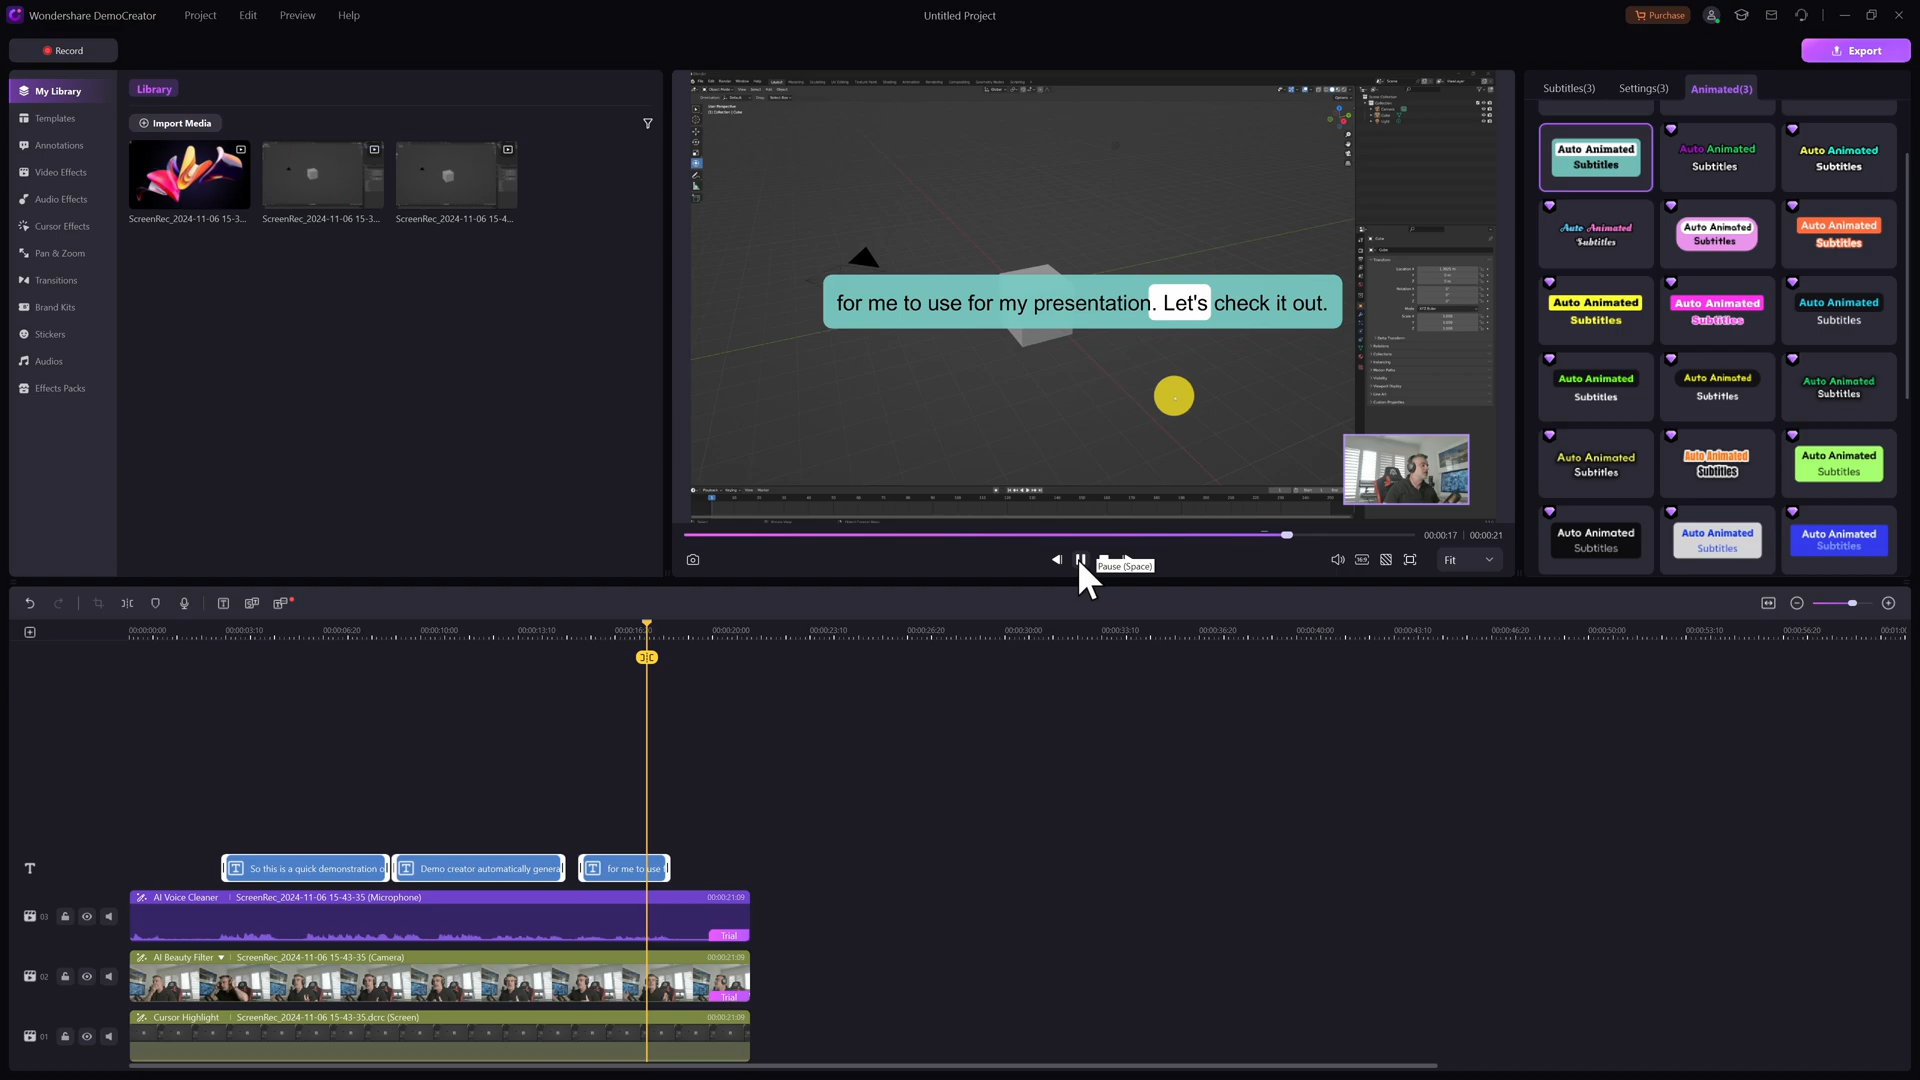 Wondershare DemoCreator
Project
Edit
Preview
Help
Untitled Project
Purchase
Record
Export
My Library
Templates
Annotations
Video Effects
Audio Effects
Cursor Effects
Pan & Zoom
Transitions
Brand Kits
Stickers
Audios
Effects Packs
Library
Import Media
ScreenRec_2024-11-06 15-3...
ScreenRec_2024-11-06 15-3...
ScreenRec_2024-11-06 15-4...
for me to use for my presentation. Let's check it out.
00:00:17 | 00:00:21
Pause (Space)
16:9
Fit
Subtitles(3)
Settings(3)
Animated(3)
Auto Animated
Subtitles
Auto Animated
Subtitles
Auto Animated
Subtitles
Auto Animated
Subtitles
Auto Animated
Subtitles
Auto Animated
Subtitles
Auto Animated
Subtitles
Auto Animated
Subtitles
Auto Animated
Subtitles
Auto Animated
Subtitles
Auto Animated
Subtitles
Auto Animated
Subtitles
Auto Animated
Subtitles
Auto Animated
Subtitles
Auto Animated
Subtitles
Auto Animated
Subtitles
Auto Animated
Subtitles
Auto Animated
Subtitles
00:00:00:00 00:00:03:10 00:00:06:20 00:00:10:00 00:00:13:10 00:00:16:20 00:00:20:00 00:00:23:10 00:00:26:20 00:00:30:00 00:00:33:10 00:00:36:20 00:00:40:00 00:00:43:10 00:00:46:20 00:00:50:00 00:00:53:10 00:00:56:20 00:01:0
So this is a quick demonstration o
Demo creator automatically genera
for me to use f
AI Voice Cleaner | ScreenRec_2024-11-06 15-43-35 (Microphone) 00:00:21:09
03
Trial
AI Beauty Filter | ScreenRec_2024-11-06 15-43-35 (Camera) 00:00:21:09
02
Trial
Cursor Highlight | ScreenRec_2024-11-06 15-43-35.dcrc (Screen) 00:00:21:09
01